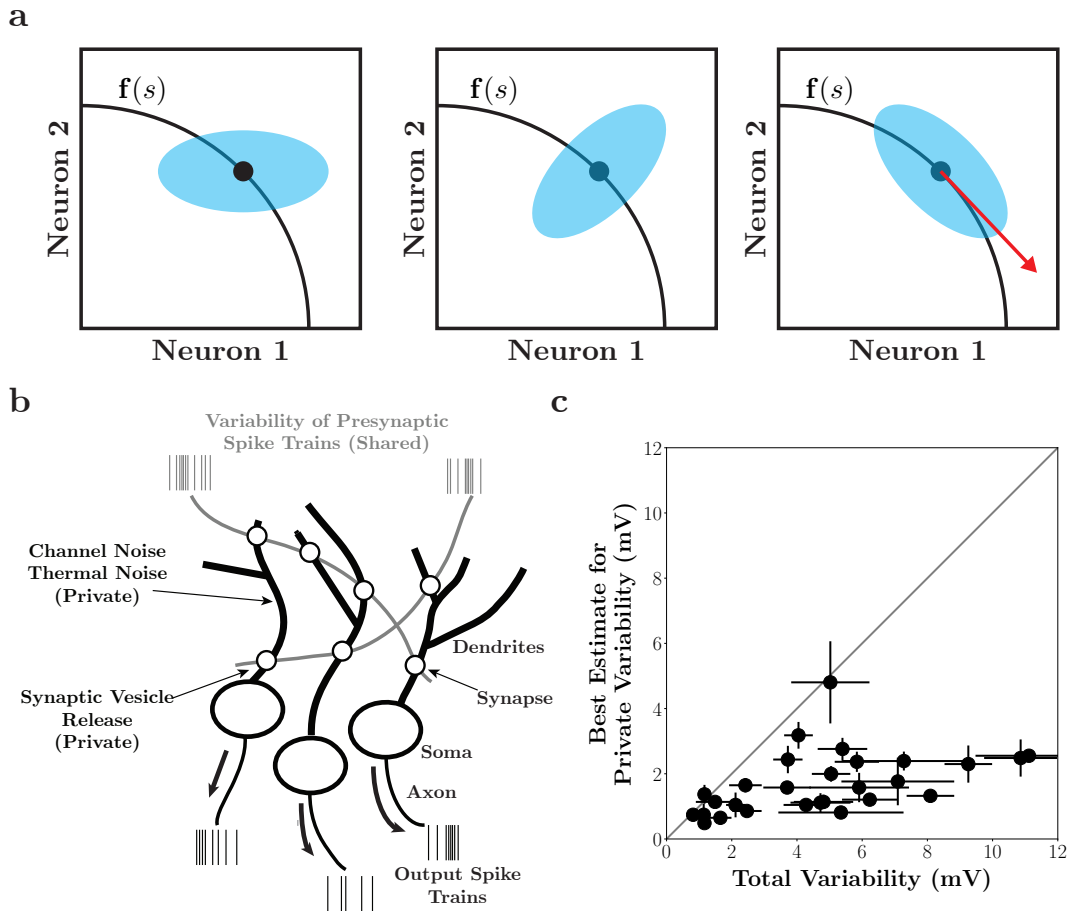 a
f(s)
Neuron 2
Neuron 1
f(s)
Neuron 2
Neuron 1
f(s)
Neuron 2
Neuron 1
b
Variability of Presynaptic
Spike Trains (Shared)
Channel Noise
Thermal Noise
(Private)
Dendrites
Synaptic Vesicle
Release
(Private)
Synapse
Soma
Axon
Output Spike
Trains
c
Best Estimate for
Private Variability (mV)
12
10
8
6
4
2
0
0
2
4
6
8
10
12
Total Variability (mV)